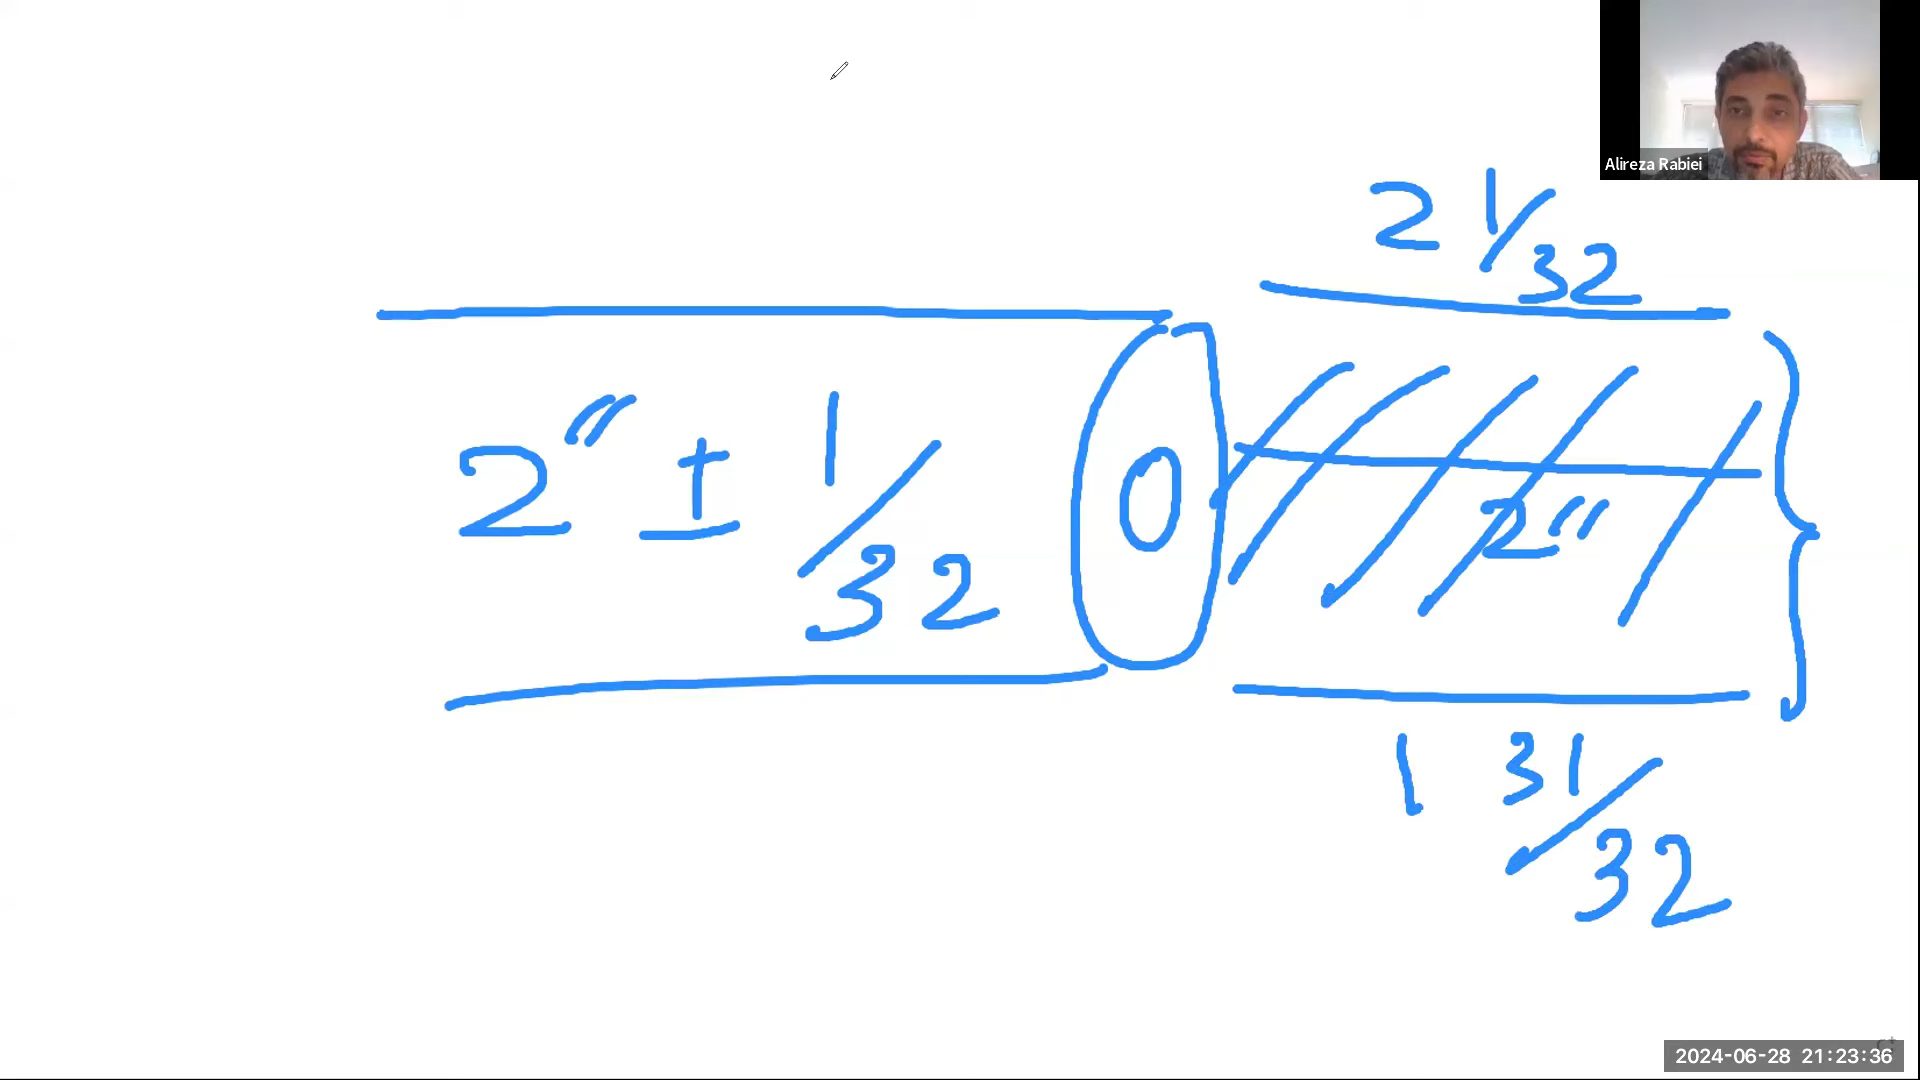 Alireza Rabiei
2 1/32
2" ± 1/32
0
2"
1 31/32
2024-06-28 21:23:36